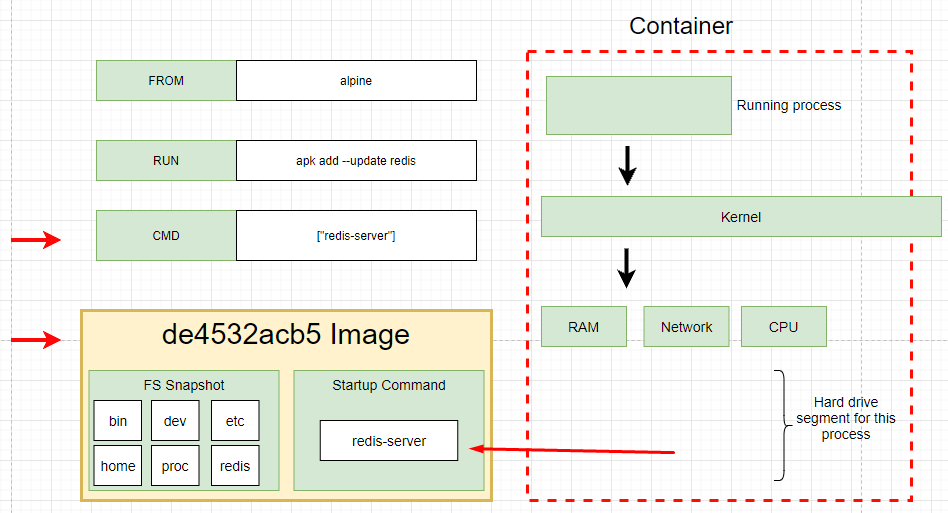 Container
FROM
alpine
Running process
RUN
apk add --update redis
Kernel
CMD
["redis-server"]
de4532acb5 Image
RAM
Network
CPU
FS Snapshot
Startup Command
bin
dev
etc
home
proc
redis
redis-server
Hard drive
segment for this
process